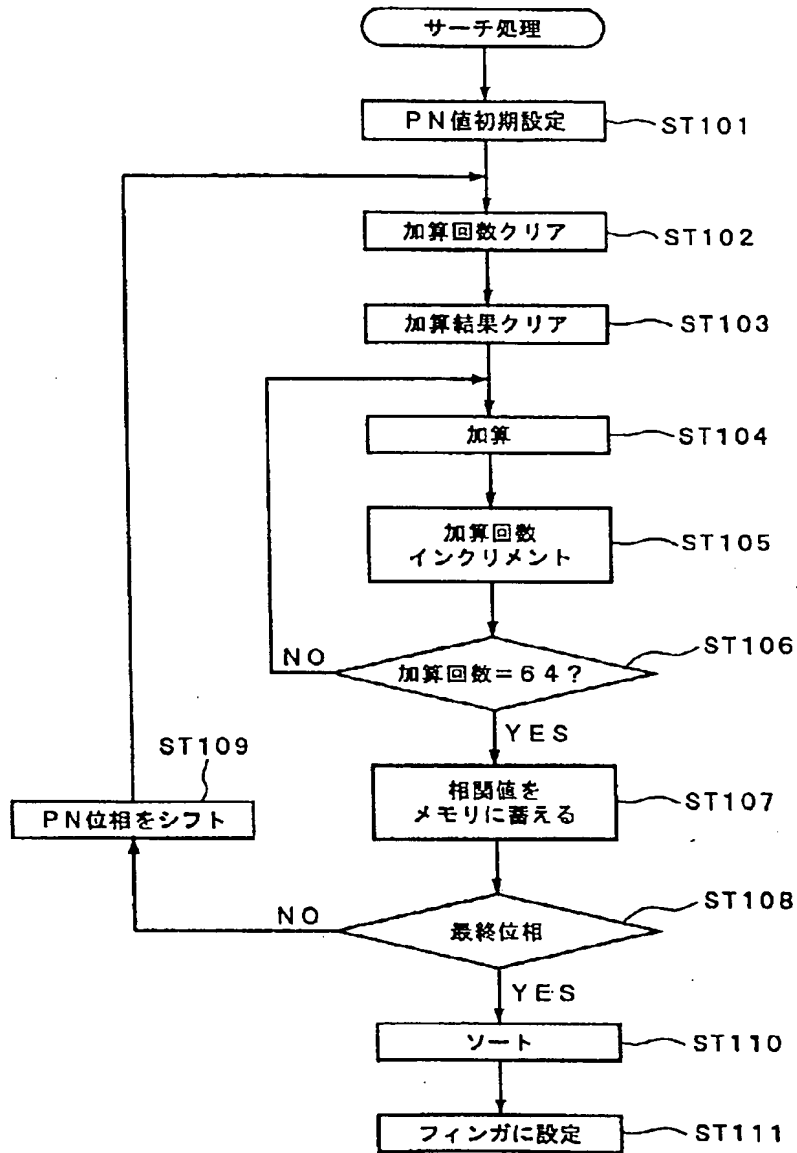 サーチ処理
PN値初期設定
ST101
加算回数クリア
ST102
加算結果クリア
ST103
加算
ST104
加算回数
インクリメント
ST105
加算回数=64?
ST106
NO
YES
ST109
PN位相をシフト
相関値を
メモリに蓄える
ST107
最終位相
ST108
NO
YES
ソート
ST110
フィンガに設定
ST111